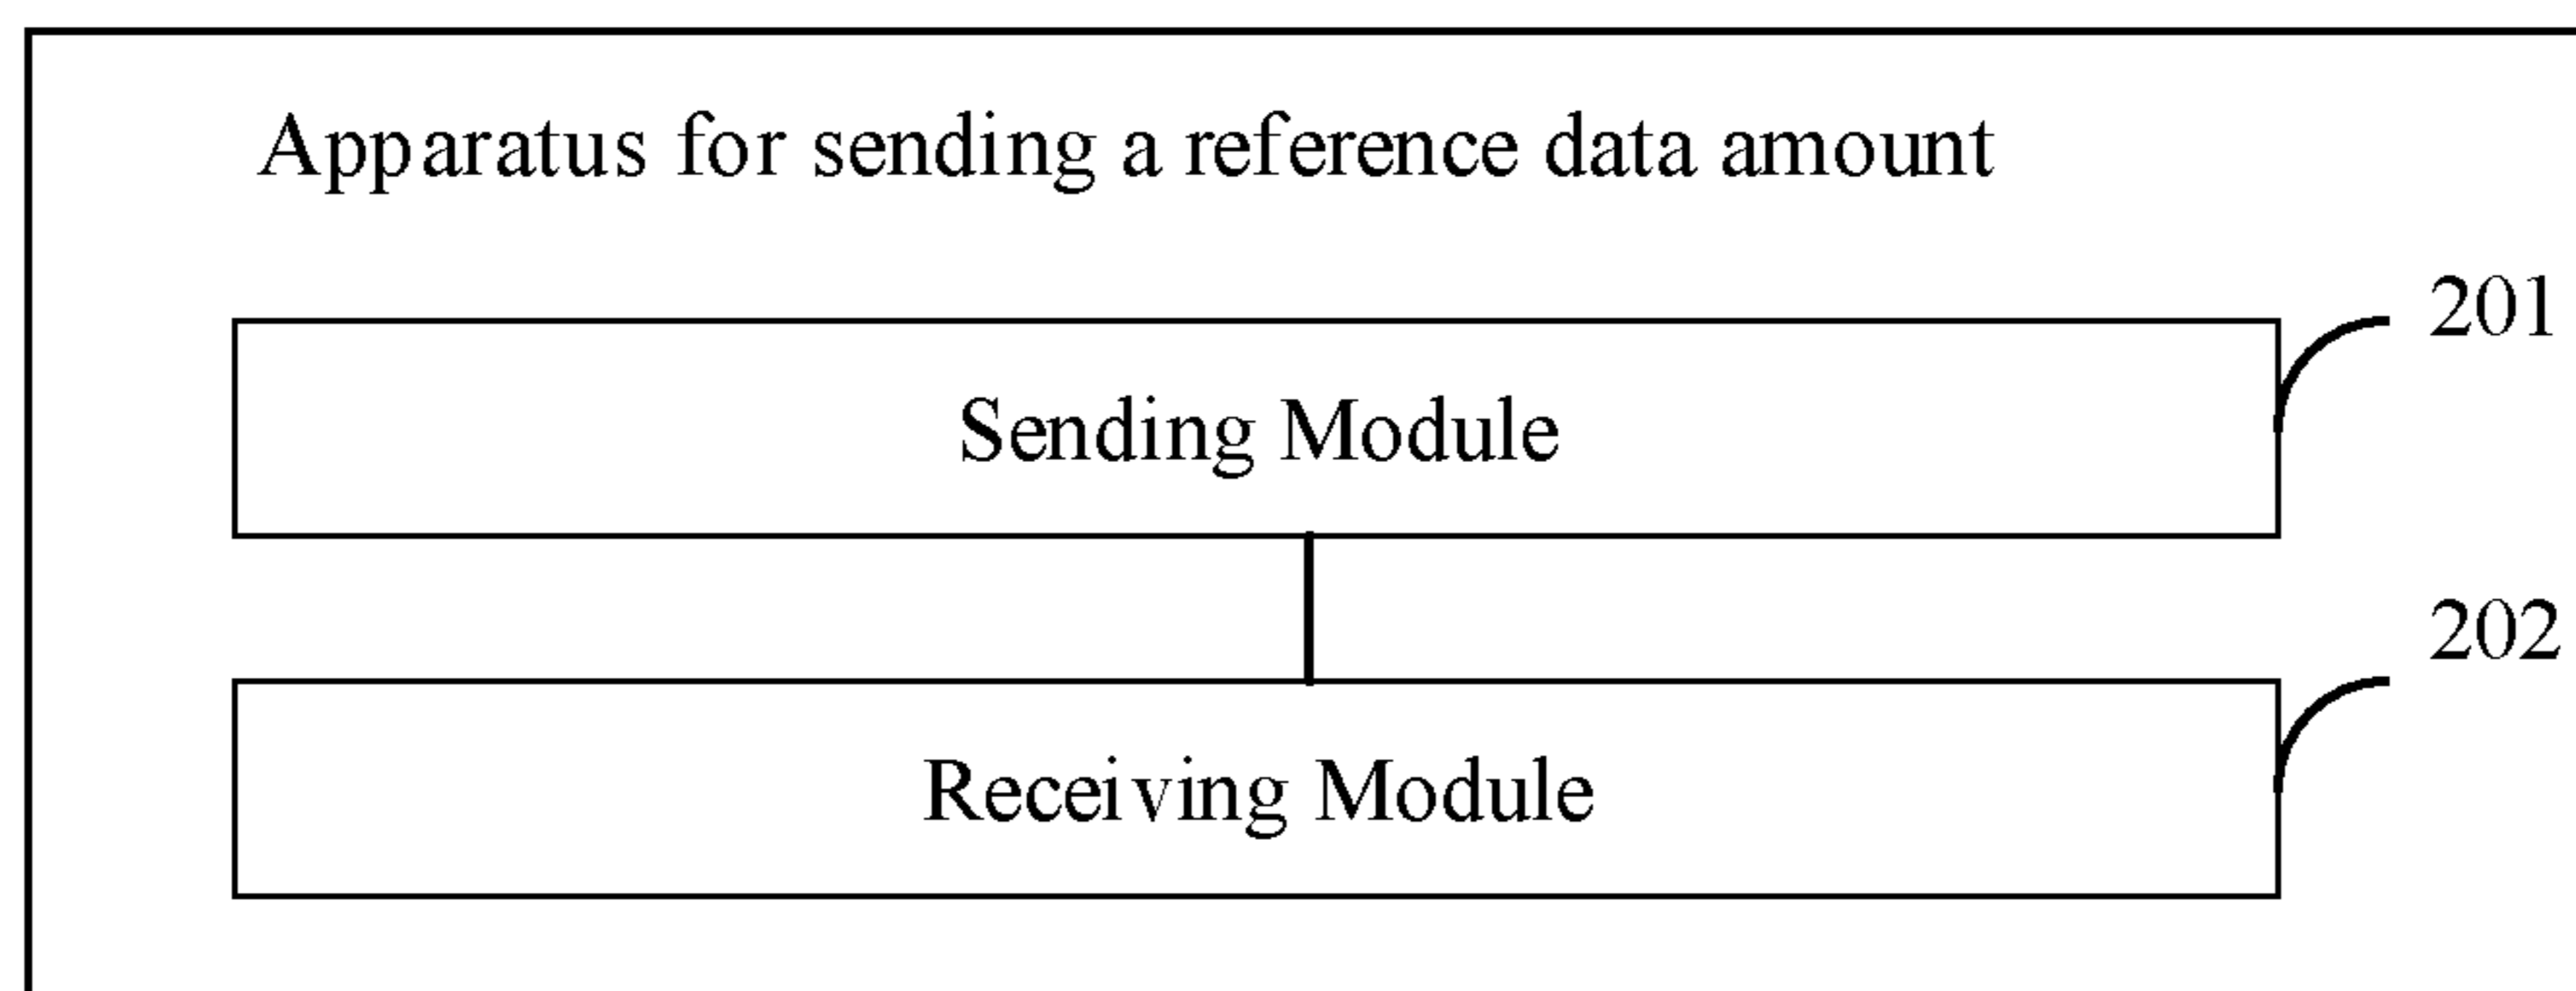 Apparatus for sending a reference data amount
201
Sending Module
202
Receiving Module